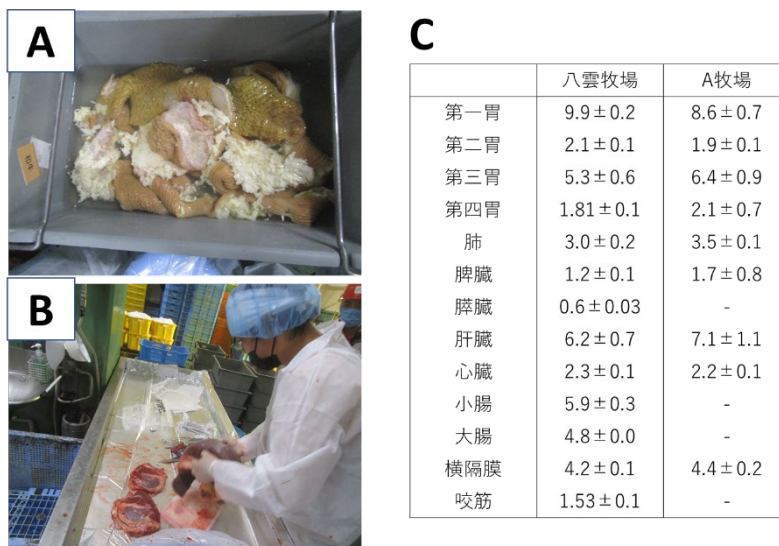 A
B
C
八雲牧場 A牧場
第一胃 9.9±0.2 8.6±0.7
第二胃 2.1±0.1 1.9±0.1
第三胃 5.3±0.6 6.4±0.9
第四胃 1.81±0.1 2.1±0.7
肺 3.0±0.2 3.5±0.1
脾臓 1.2±0.1 1.7±0.8
膵臓 0.6±0.03 -
肝臓 6.2±0.7 7.1±1.1
心臓 2.3±0.1 2.2±0.1
小腸 5.9±0.3 -
大腸 4.8±0.0 -
横隔膜 4.2±0.1 4.4±0.2
咬筋 1.53±0.1 -